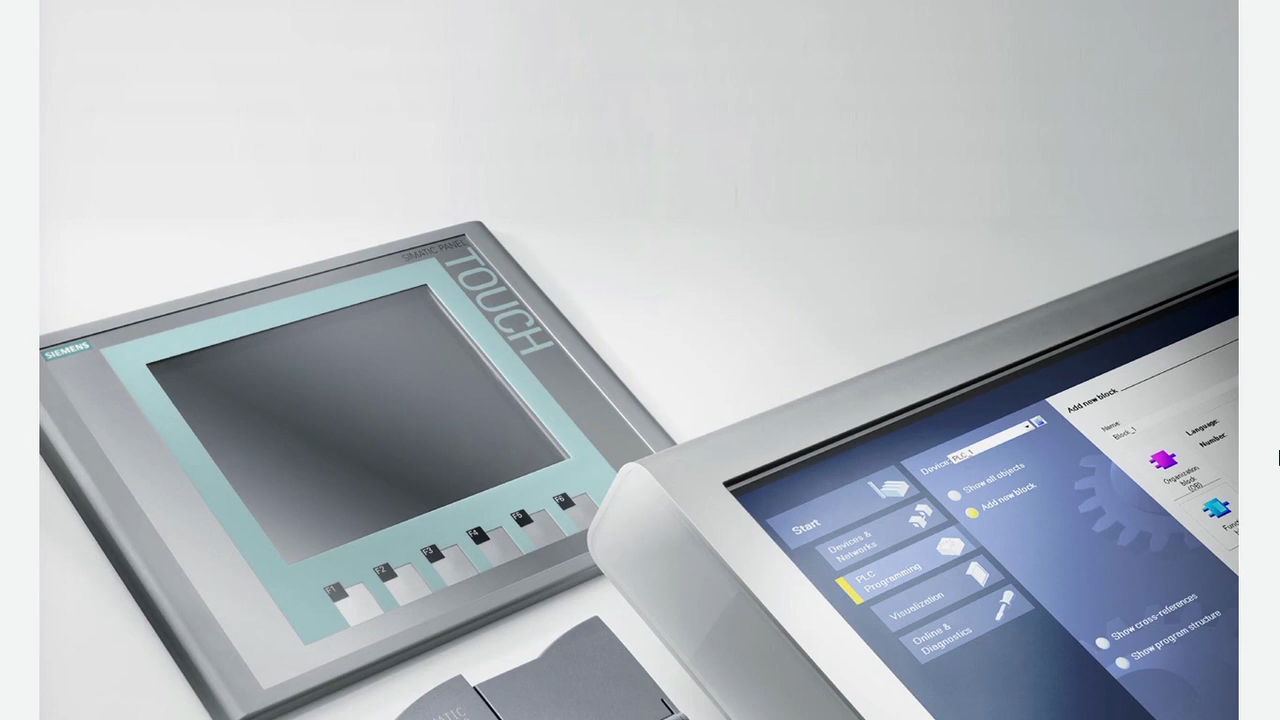 SIEMENS
SIMATIC PANEL
TOUCH
F1
F2
F3
F4
F5
F6
Start
Devices &
Networks
PLC
Programming
Visualization
Online &
Diagnostics
Device:
PLC_1
Show all objects
Add new block
Show cross-references
Show program structure
Add new block
Name:
Block_1
Language:
Number:
Organization
block
(OB)